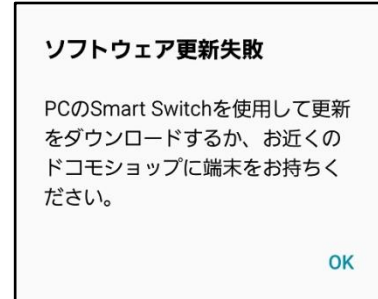 ソフトウェア更新失敗
PCのSmart Switchを使用して更新
をダウンロードするか、お近くの
ドコモショップに端末をお持ちく
ださい。
OK